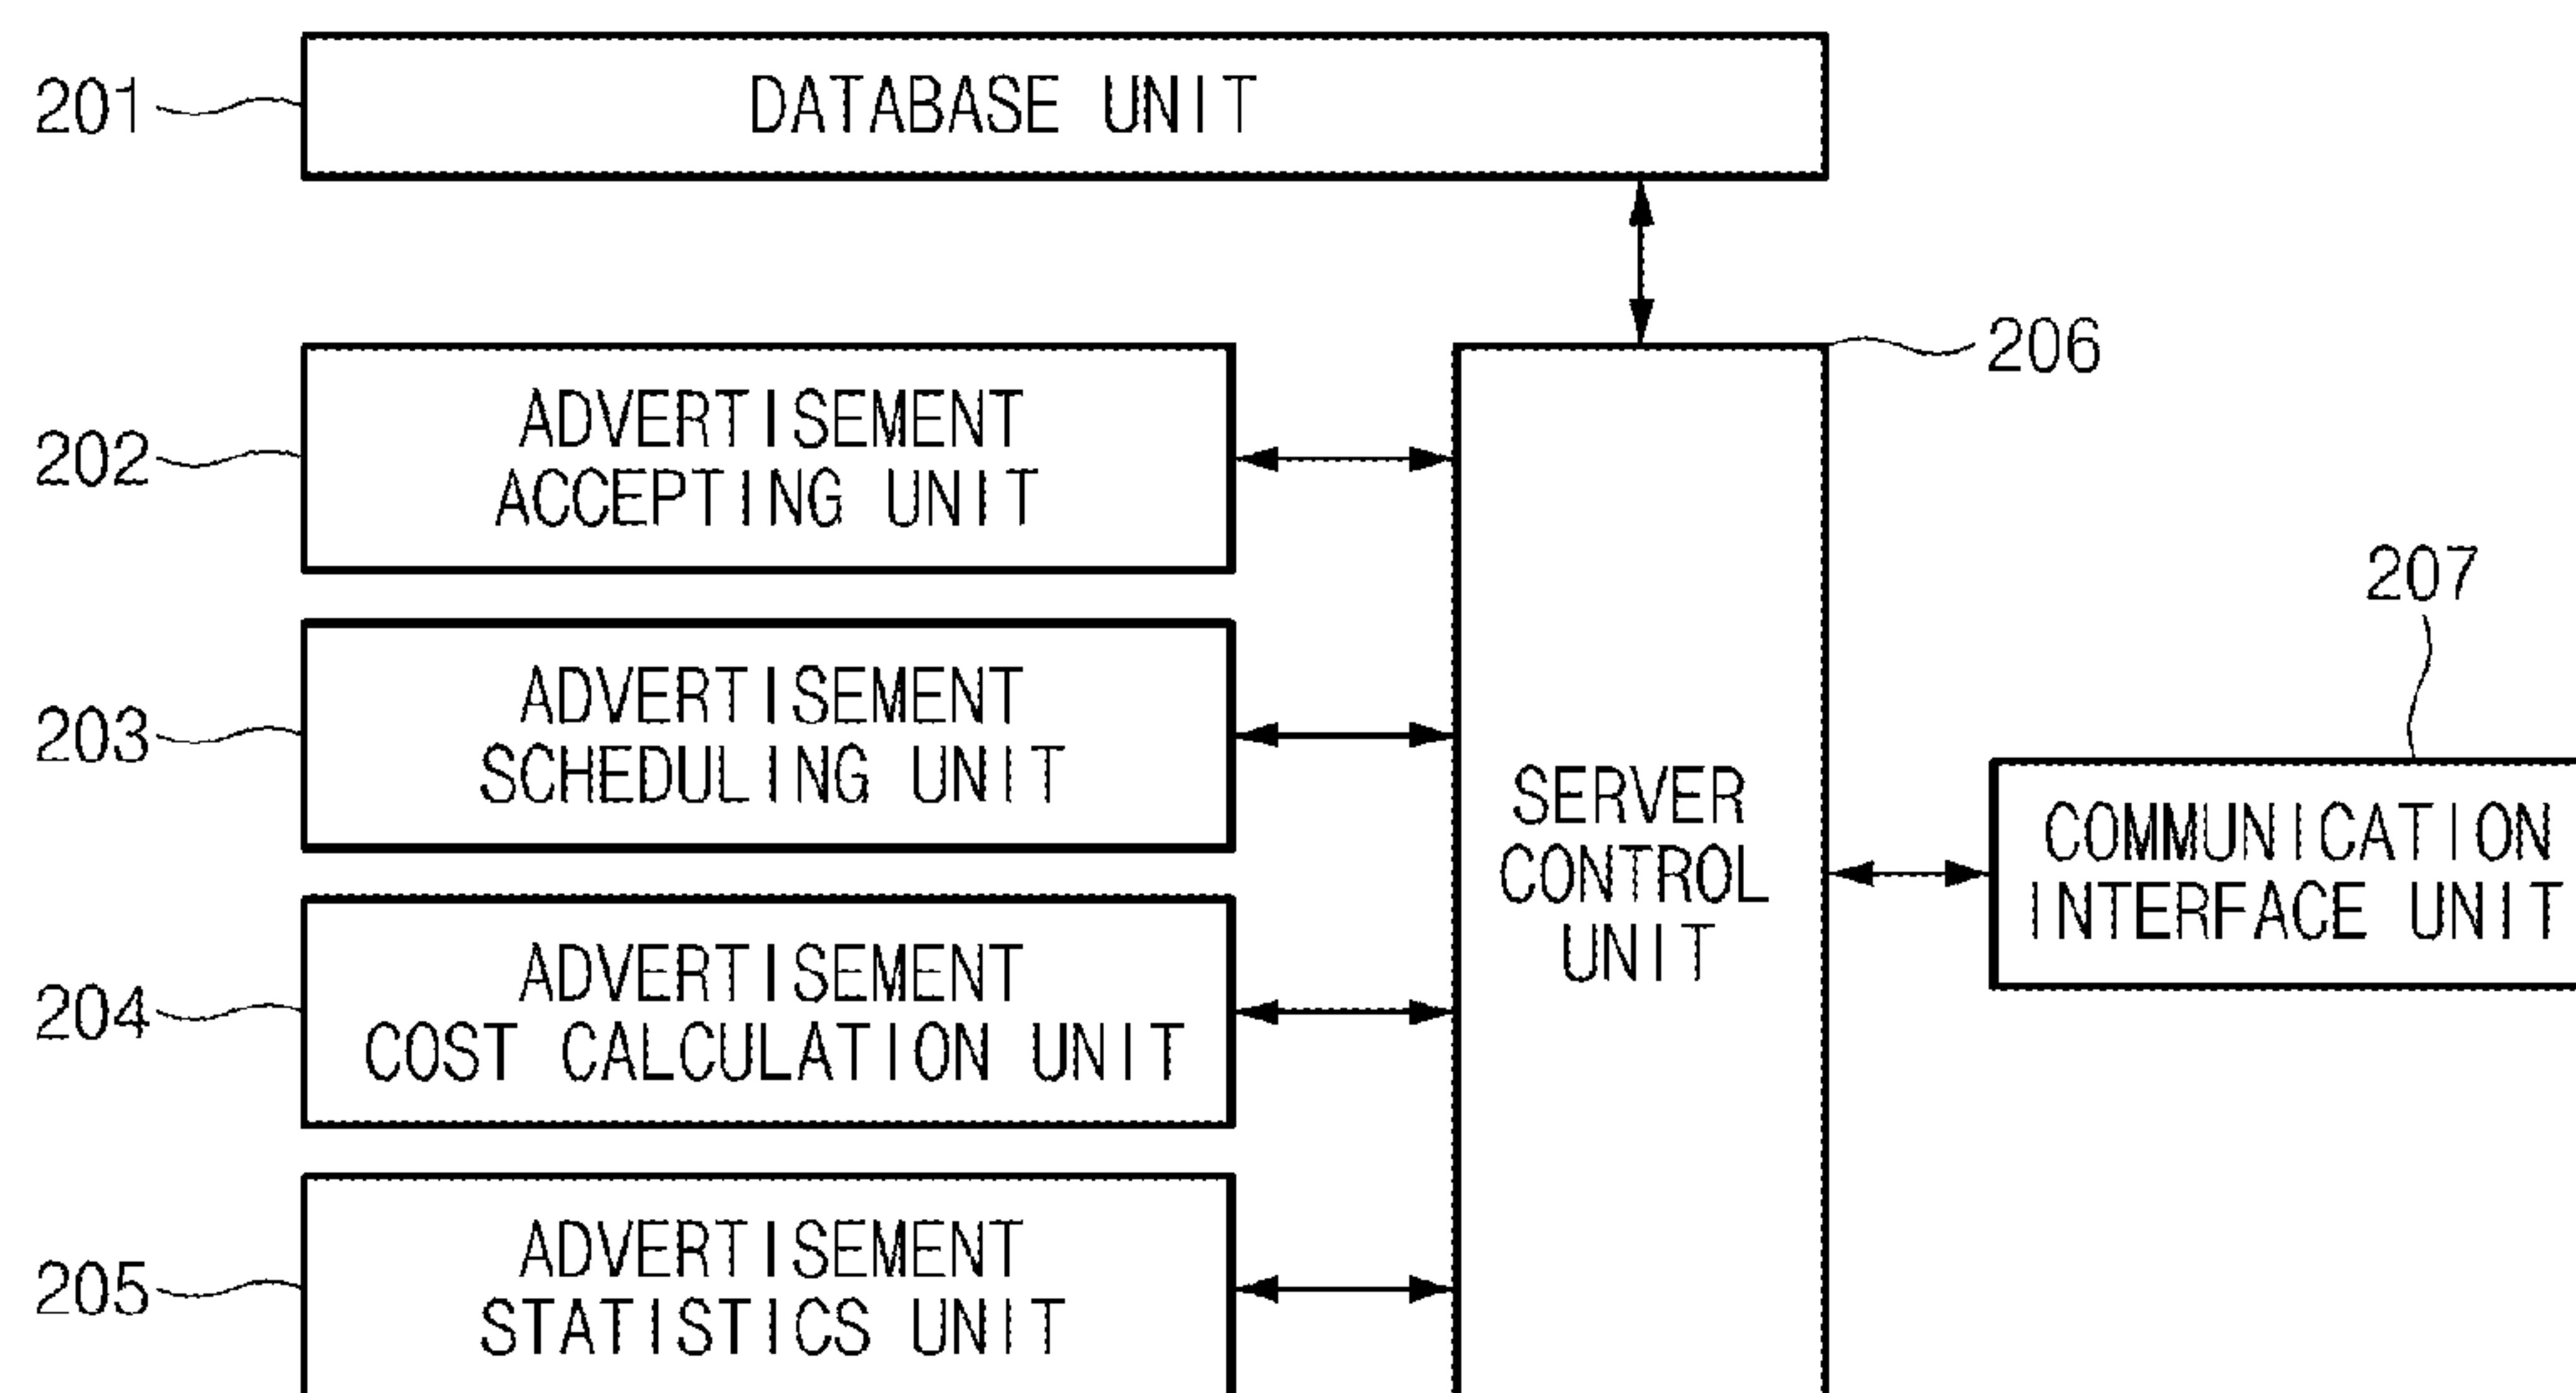 201
DATABASE UNIT
206
202
ADVERTISEMENT
ACCEPTING UNIT
207
203
ADVERTISEMENT
SCHEDULING UNIT
SERVER
CONTROL
UNIT
COMMUNICATION
INTERFACE UNIT
204
ADVERTISEMENT
COST CALCULATION UNIT
205
ADVERTISEMENT
STATISTICS UNIT